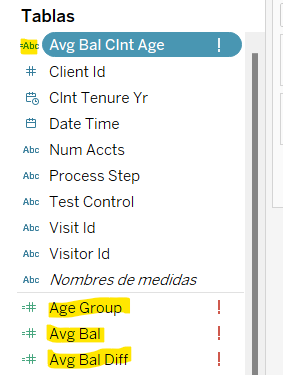 Tablas
=Abc Avg Bal Clnt Age !
# Client Id
Clnt Tenure Yr
Date Time
Abc Num Accts
Abc Process Step
Abc Test Control
Abc Visit Id
Abc Visitor Id
Abc Nombres de medidas
=# Age Group !
=# Avg Bal !
=# Avg Bal Diff !